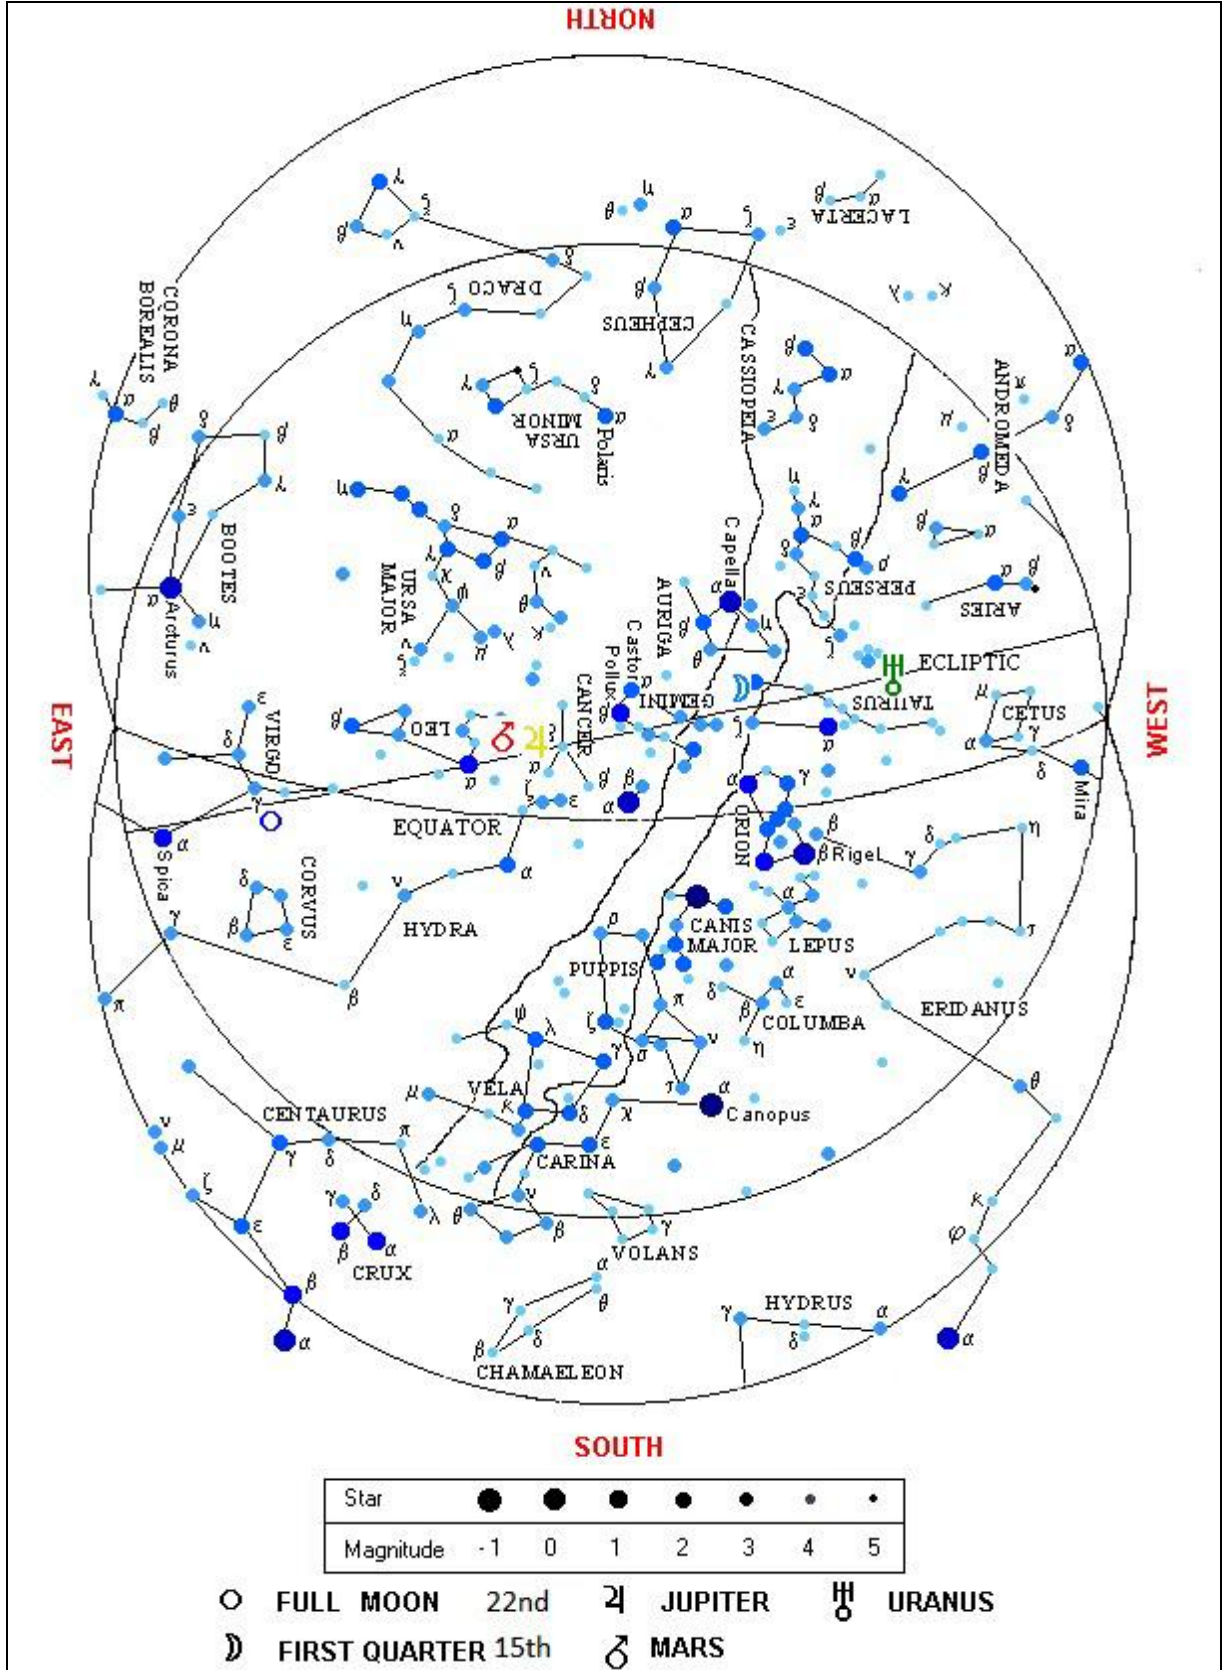 NORTH
LACERTA
DRACO
CEPHEUS
CORONA
BOREALIS
CASSIOPEIA
ANDROMEDA
URSA
MINOR
Polaris
BOOTES
Arcturus
URSA
MAJOR
Capella
PERSEUS
ARIES
AURIGA
Castor
Pollux
GEMINI
ECLIPTIC
TAURUS
CETUS
Mira
EAST
WEST
VIRGO
LEO
CANCER
EQUATOR
ORION
β Rigel
Spica
CORVUS
HYDRA
CANIS
MAJOR
LEPUS
PUPPIS
COLUMBA
ERIDANUS
VELA
CENTAURUS
Canopus
CARINA
CRUX
VOLANS
HYDRUS
CHAMAELEON
SOUTH
Star
Magnitude -1 0 1 2 3 4 5
FULL MOON 22nd JUPITER URANUS
FIRST QUARTER 15th MARS